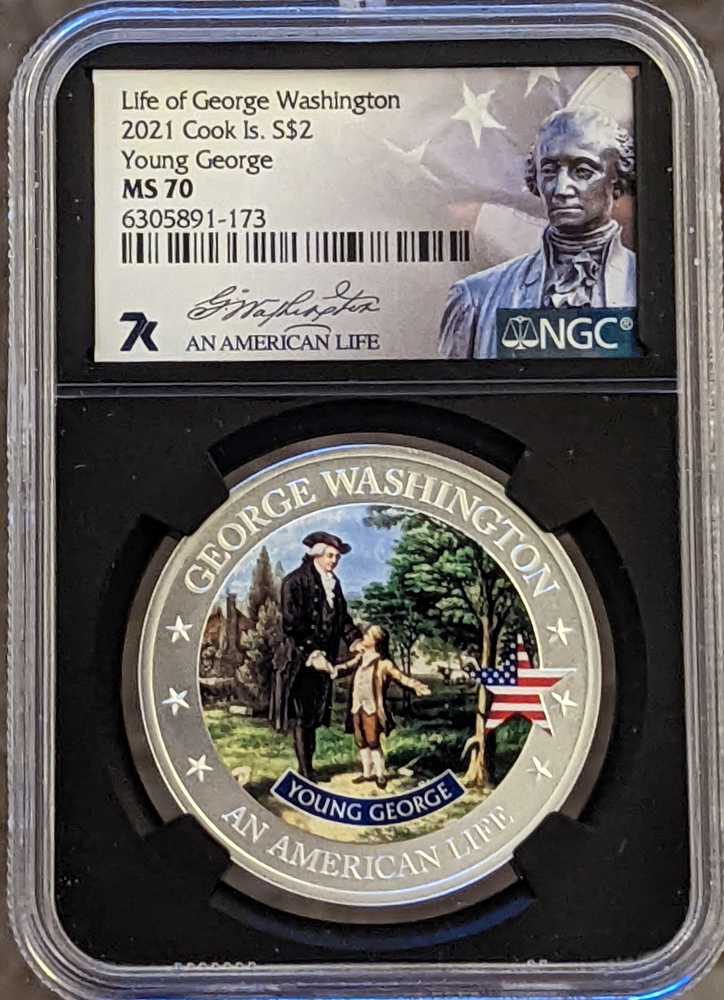 Life of George Washington
2021 Cook Is. S$2
Young George
MS 70
6305891-173
G:Washington
7K
AN AMERICAN LIFE
NGC®
GEORGE WASHINGTON
YOUNG GEORGE
AN AMERICAN LIFE